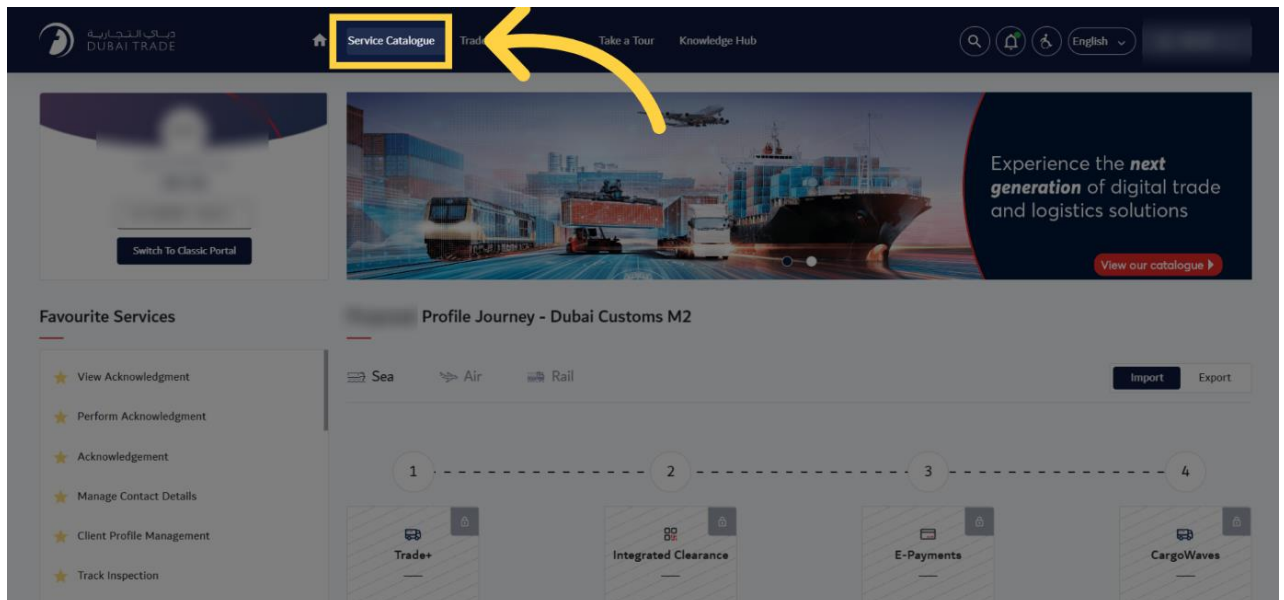 دبي التجارية
DUBAI TRADE
Service Catalogue
Take a Tour
Knowledge Hub
English
Experience the next
generation of digital trade
and logistics solutions
View our catalogue
Switch To Classic Portal
Favourite Services
Profile Journey - Dubai Customs M2
View Acknowledgment
Perform Acknowledgment
Acknowledgement
Manage Contact Details
Client Profile Management
Track Inspection
Sea
Air
Rail
Import
Export
1
2
3
4
Trade+
Integrated Clearance
E-Payments
CargoWaves